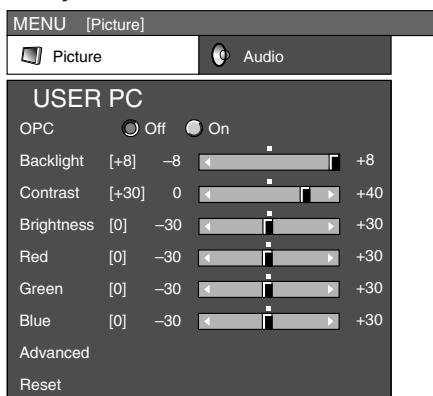 MENU [Picture]
Picture Audio
USER PC
OPC Off On
Backlight [+8] –8 +8
Contrast [+30] 0 +40
Brightness [0] –30 +30
Red [0] –30 +30
Green [0] –30 +30
Blue [0] –30 +30
Advanced
Reset